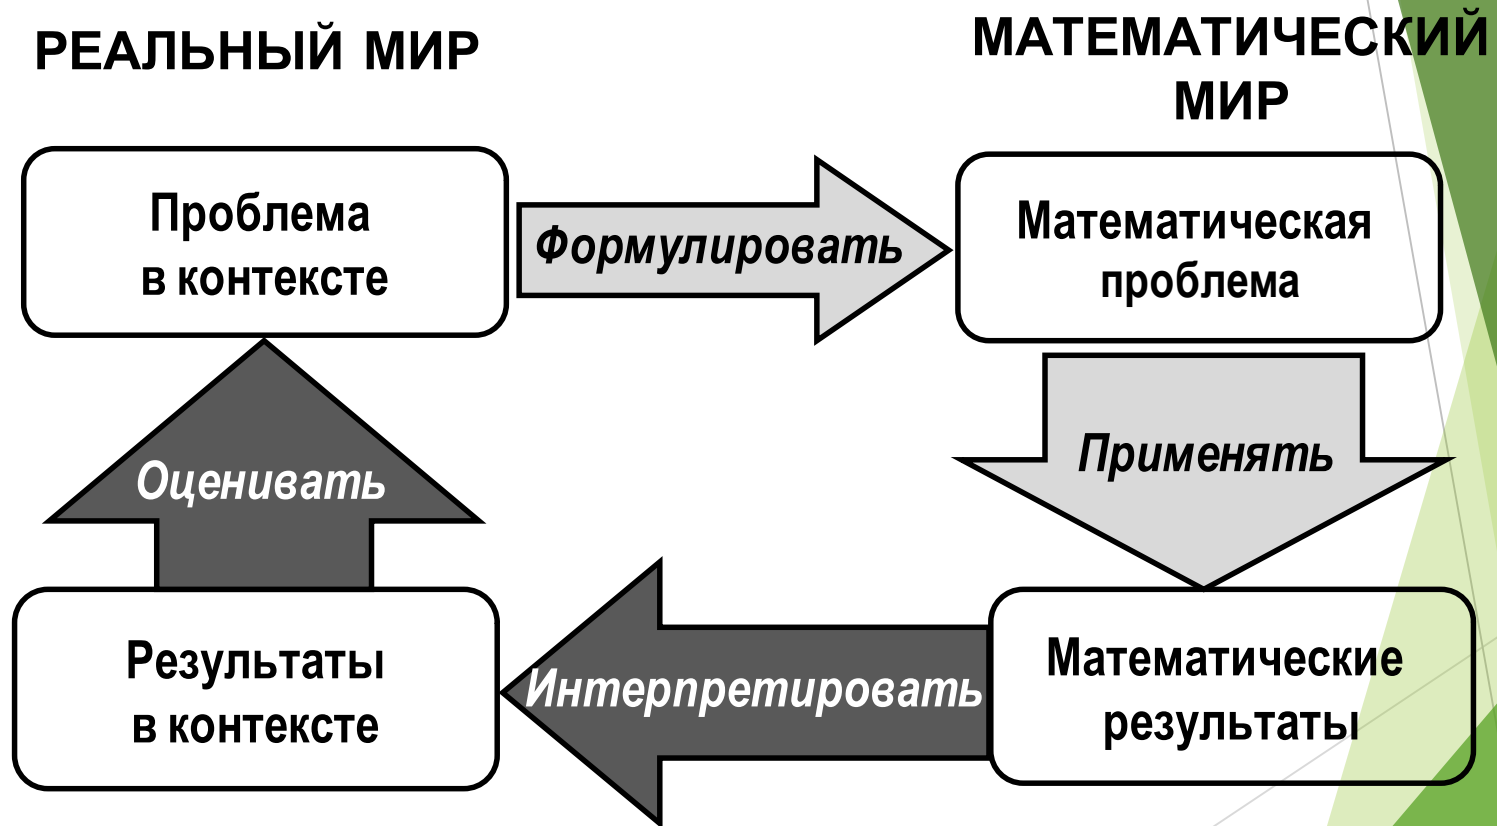 РЕАЛЬНЫЙ МИР
МАТЕМАТИЧЕСКИЙ
МИР
Проблема
в контексте
Формулировать
Математическая
проблема
Оценивать
Применять
Результаты
в контексте
Интерпретировать
Математические
результаты